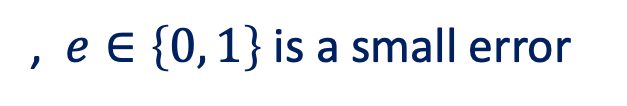 , e ∈ {0, 1} is a small error